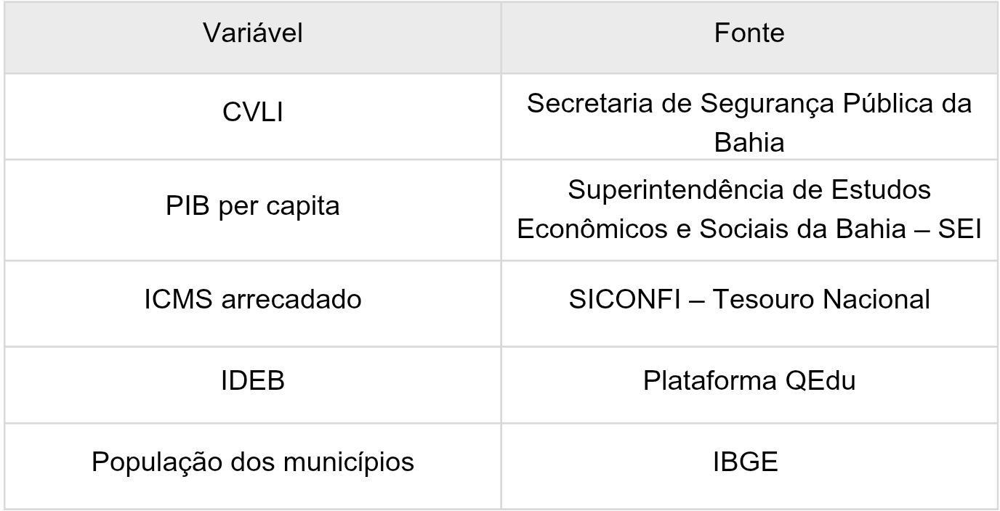 Variável
Fonte
CVLI
Secretaria de Segurança Pública da
Bahia
PIB per capita
Superintendência de Estudos
Econômicos e Sociais da Bahia – SEI
ICMS arrecadado
SICONFI – Tesouro Nacional
IDEB
Plataforma QEdu
População dos municípios
IBGE